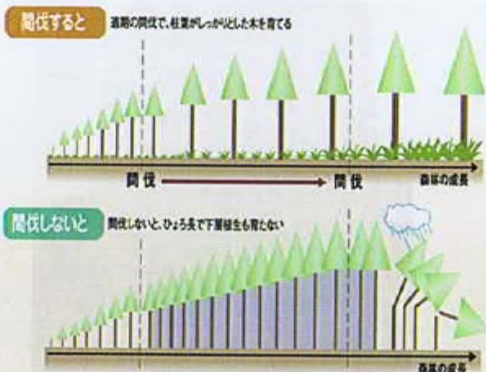 間伐すると
適期の間伐で、枝葉がしっかりとした木を育てる
間伐
間伐
森林の成長
間伐しないと
間伐しないと、ひょろ長で下層植生も育たない
森林の成長